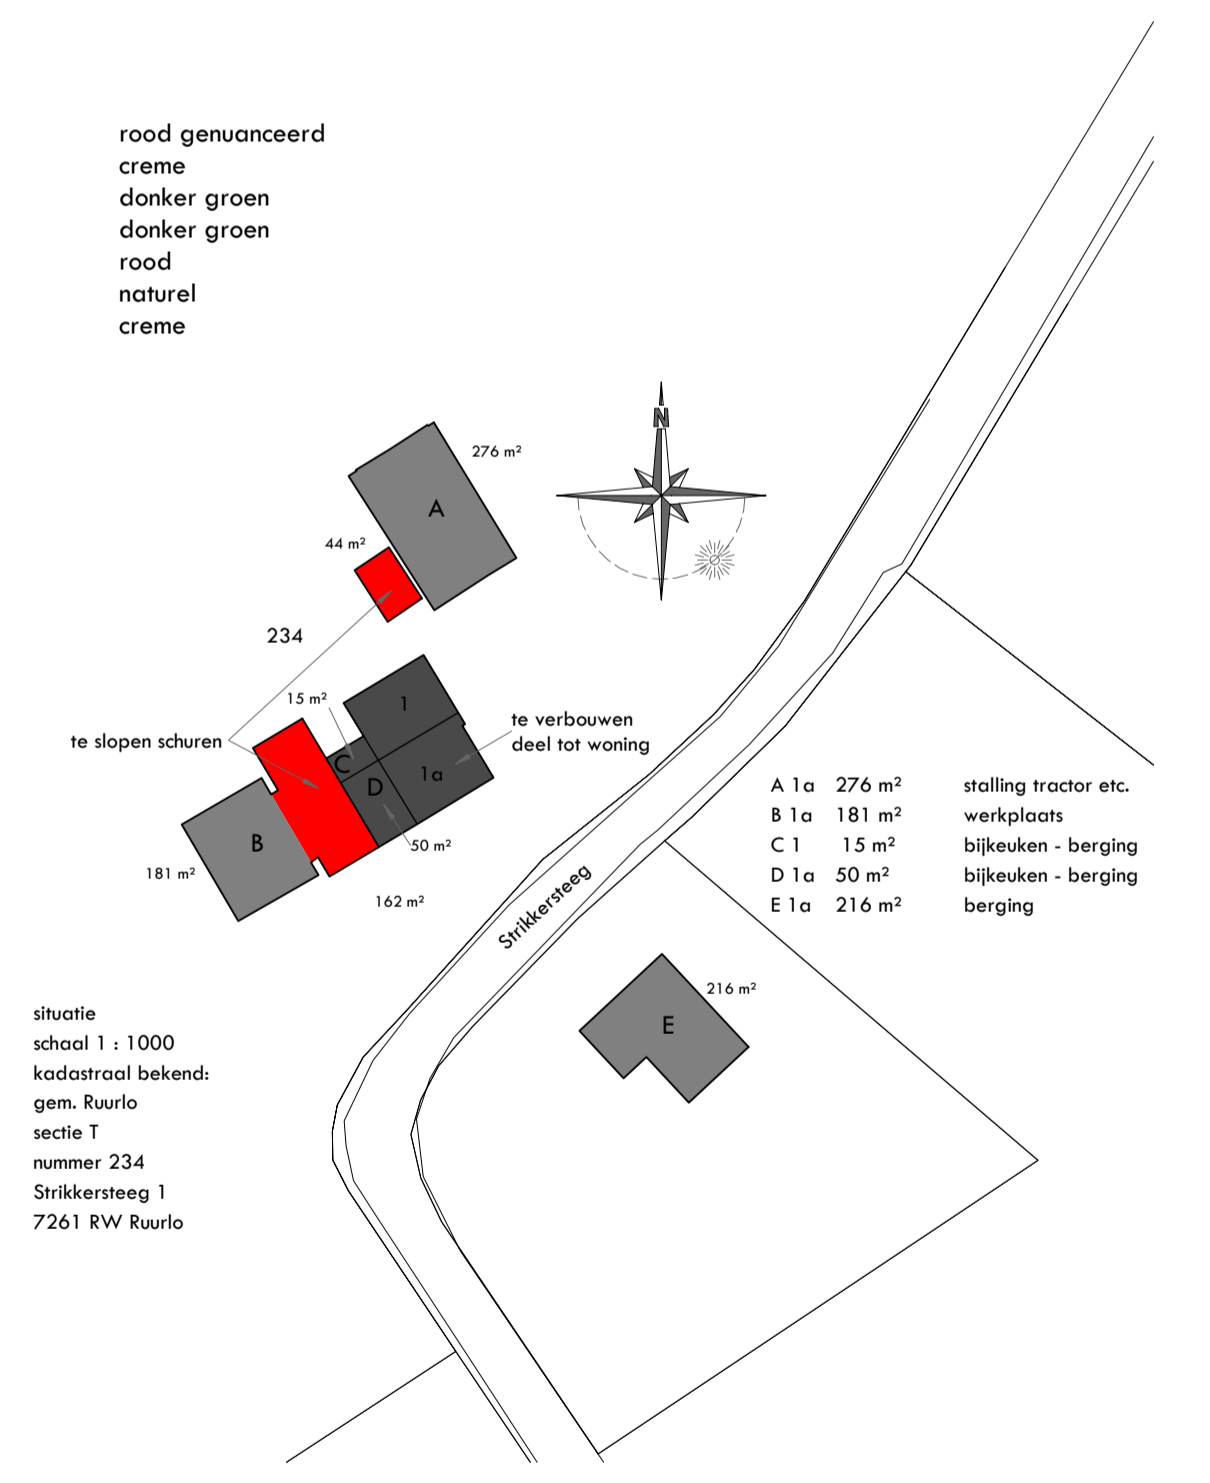 rood genuanceerd
creme
donker groen
donker groen
rood
naturel
creme
N
276 m²
A
44 m²
234
15 m²
1
te slopen schuren
te verbouwen
deel tot woning
C
D
1a
B
50 m²
181 m²
162 m²
A 1a 276 m² stalling tractor etc.
B 1a 181 m² werkplaats
C 1 15 m² bijkeuken - berging
D 1a 50 m² bijkeuken - berging
E 1a 216 m² berging
Strikkersteeg
216 m²
E
situatie
schaal 1 : 1000
kadastraal bekend:
gem. Ruurlo
sectie T
nummer 234
Strikkersteeg 1
7261 RW Ruurlo